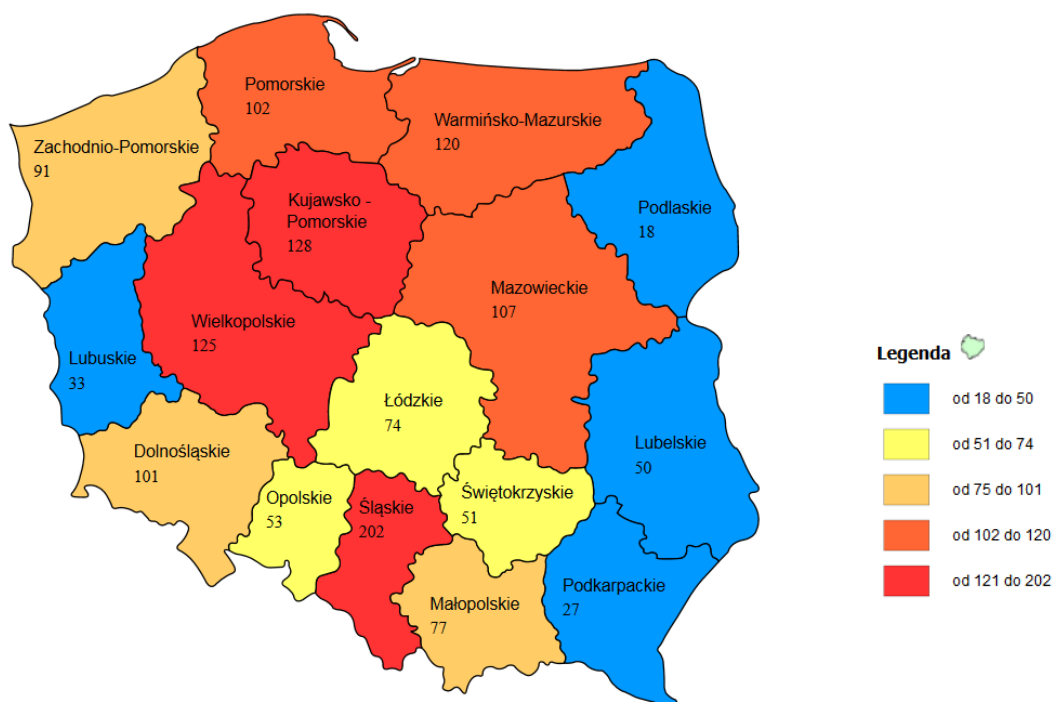 Pomorskie
102
Warmińsko-Mazurskie
120
Zachodnio-Pomorskie
91
Kujawsko -
Pomorskie
128
Podlaskie
18
Mazowieckie
107
Wielkopolskie
125
Lubuskie
33
Łódzkie
74
Lubelskie
50
Dolnośląskie
101
Opolskie
53
Śląskie
202
Świętokrzyskie
51
Małopolskie
77
Podkarpackie
27
Legenda
od 18 do 50
od 51 do 74
od 75 do 101
od 102 do 120
od 121 do 202